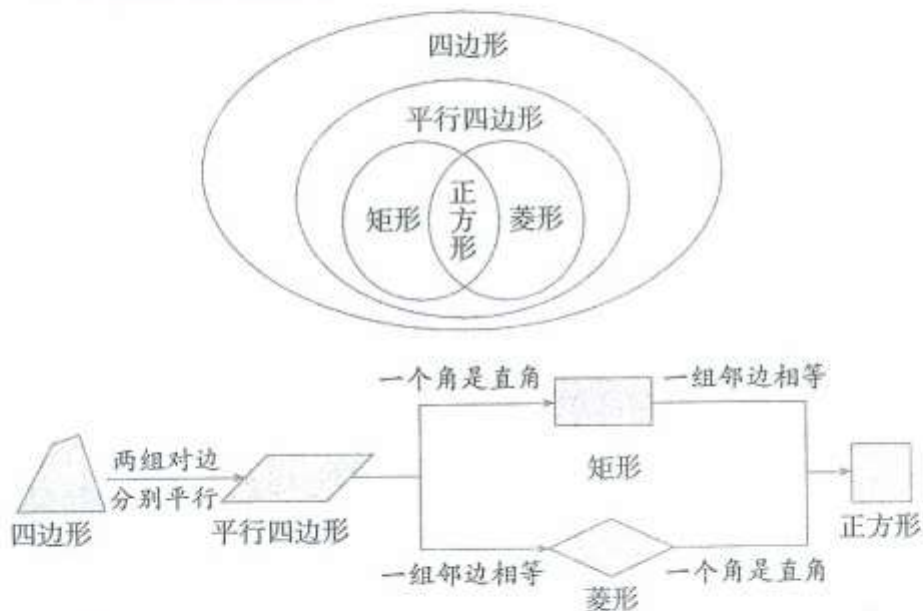 四边形
平行四边形
矩形
正方形
菱形
一个角是直角
一组邻边相等
两组对边
分别平行
矩形
四边形
平行四边形
正方形
一组邻边相等
一个角是直角
菱形